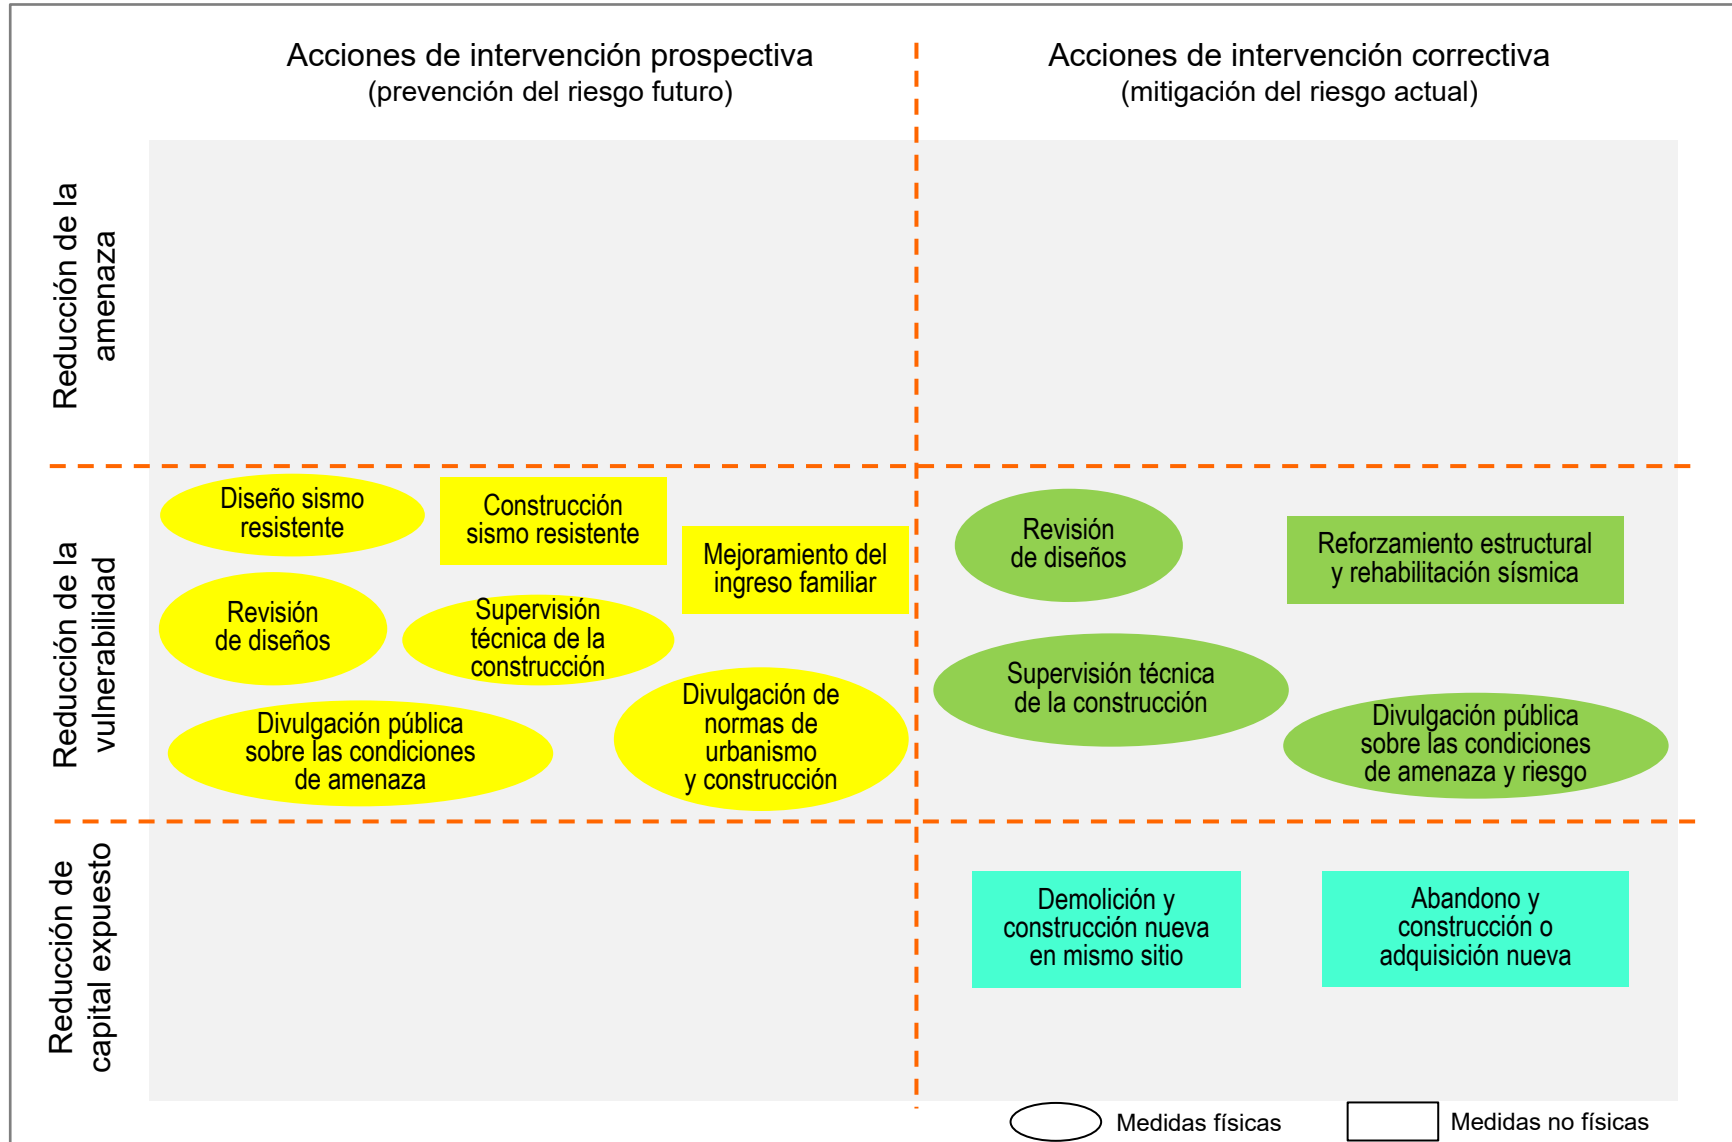 Acciones de intervención prospectiva
(prevención del riesgo futuro)
Acciones de intervención correctiva
(mitigación del riesgo actual)
Reducción de la
amenaza
Reducción de la
vulnerabilidad
Diseño sismo
resistente
Construcción
sismo resistente
Mejoramiento del
ingreso familiar
Revisión
de diseños
Supervisión
técnica de la
construcción
Divulgación pública
sobre las condiciones
de amenaza
Divulgación de
normas de
urbanismo
y construcción
Revisión
de diseños
Reforzamiento estructural
y rehabilitación sísmica
Supervisión técnica
de la construcción
Divulgación pública
sobre las condiciones
de amenaza y riesgo
Reducción de
capital expuesto
Demolición y
construcción nueva
en mismo sitio
Abandono y
construcción o
adquisición nueva
Medidas físicas
Medidas no físicas